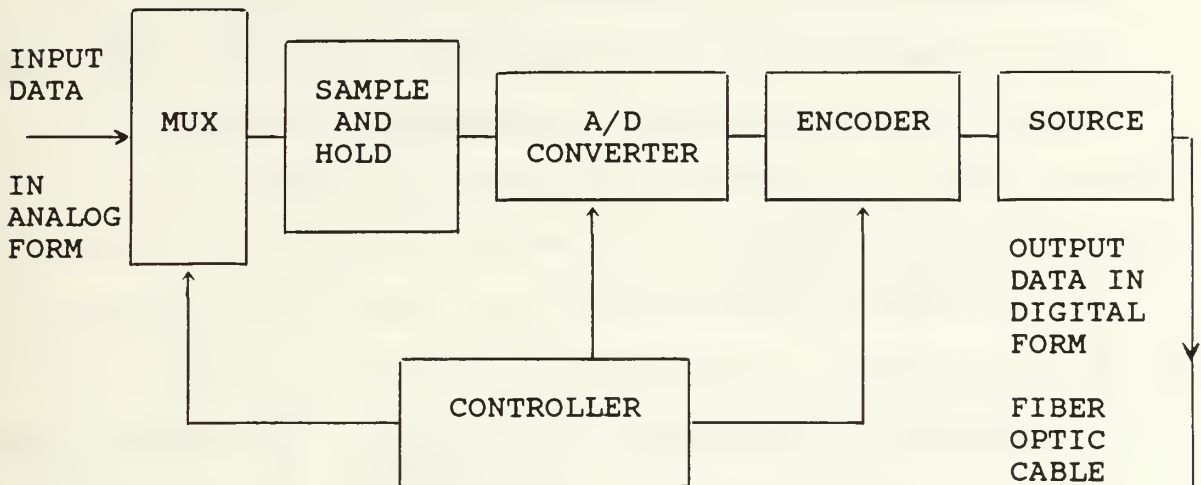 INPUT
DATA
IN
ANALOG
FORM
MUX
SAMPLE
AND
HOLD
A/D
CONVERTER
ENCODER
SOURCE
CONTROLLER
OUTPUT
DATA IN
DIGITAL
FORM
FIBER
OPTIC
CABLE